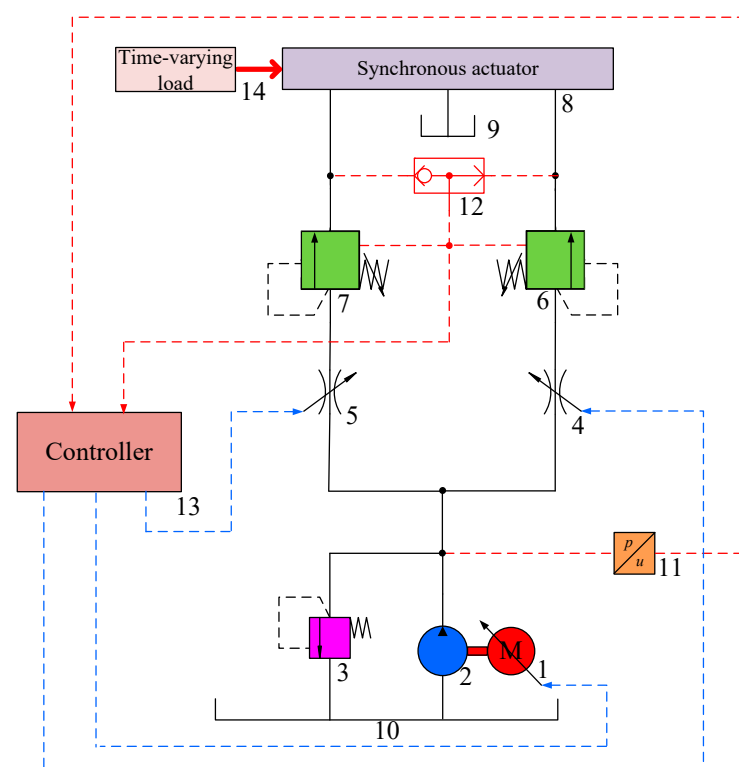 Time-varying
load
14
Synchronous actuator
8
9
12
7
6
5
4
Controller
13
p
u
11
3
2
M
1
10